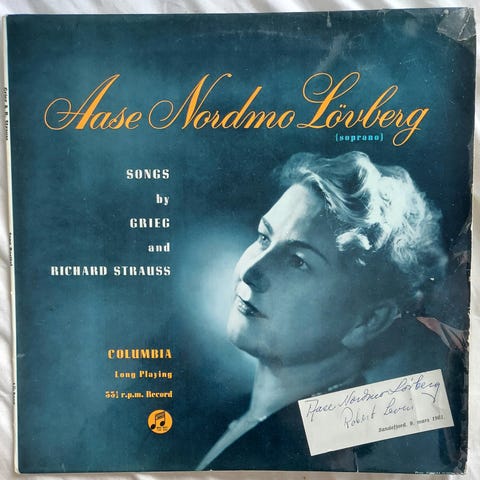 Aase Nordmo Lövberg
(soprano)
SONGS
by
GRIEG
and
RICHARD STRAUSS
COLUMBIA
Long Playing
33⅓ r.p.m. Record
Aase Nordmo Lövberg
Robert Levin
Sandefjord, 9. mars 1961.